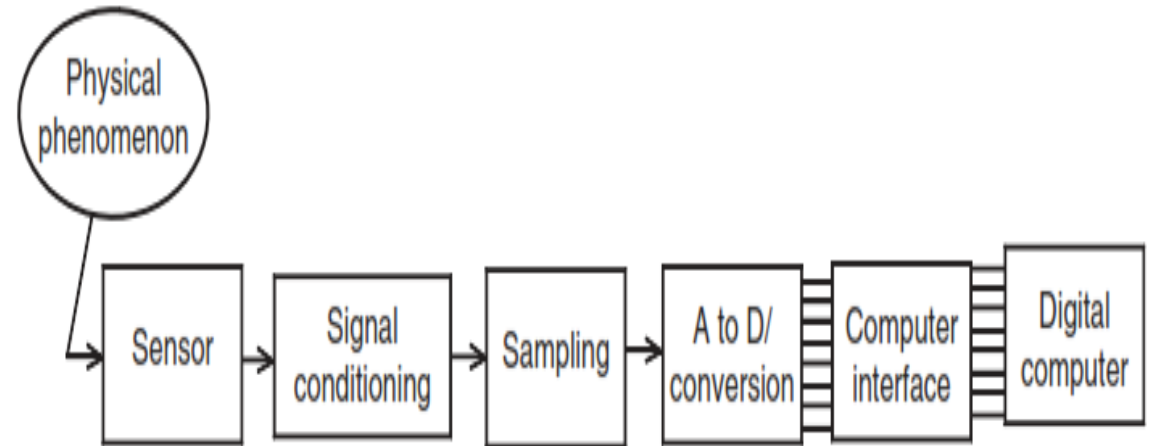 Physical
phenomenon
Sensor
Signal
conditioning
Sampling
A to D/
conversion
Computer
interface
Digital
computer